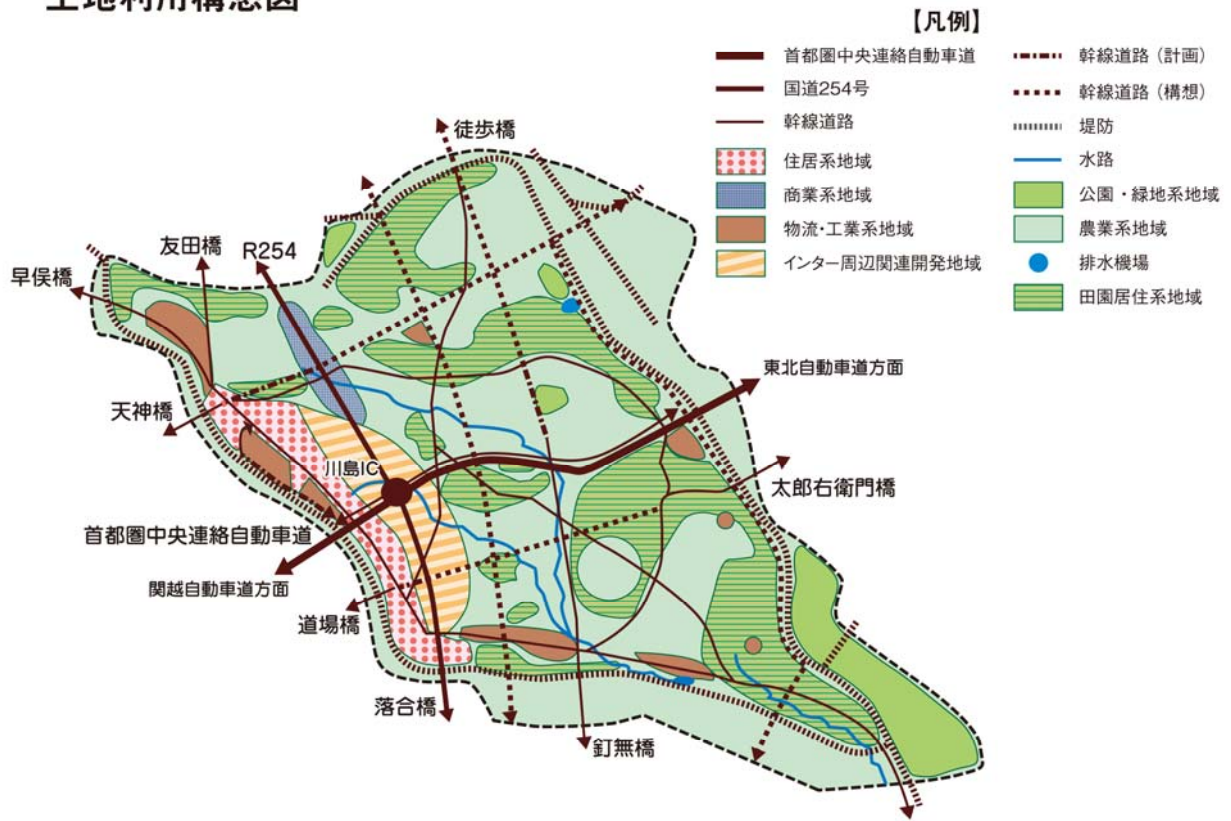 土地利用構想図
【凡例】
首都圏中央連絡自動車道
国道254号
幹線道路
住居系地域
商業系地域
物流・工業系地域
インター周辺関連開発地域
幹線道路（計画）
幹線道路（構想）
堤防
水路
公園・緑地系地域
農業系地域
排水機場
田園居住系地域
徒歩橋
友田橋
R254
早俣橋
東北自動車道方面
天神橋
川島IC
太郎右衛門橋
首都圏中央連絡自動車道
関越自動車道方面
道場橋
落合橋
釘無橋